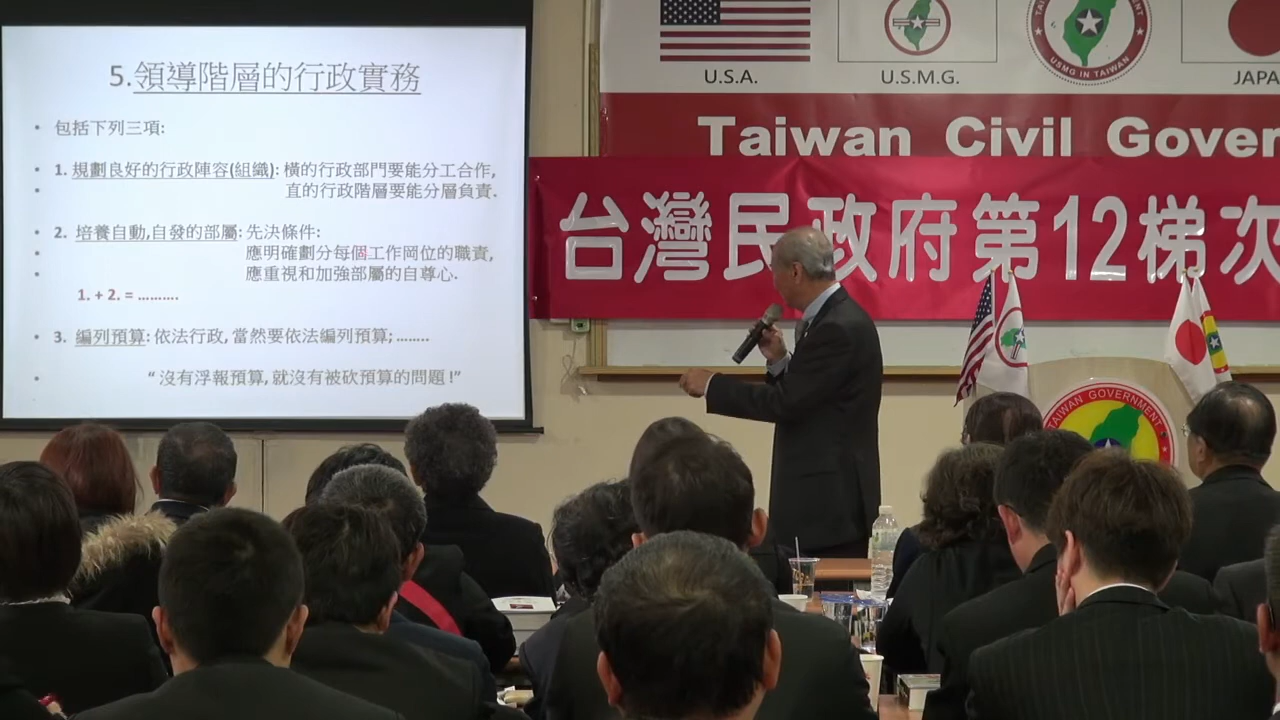 5.領導階層的行政實務
• 包括下列三項:
• 1. 規劃良好的行政陣容(組織): 橫的行政部門要能分工合作,
• 直的行政階層要能分層負責.
• 2. 培養自動,自發的部屬: 先決條件:
• 應明確劃分每個工作崗位的職責,
• 應重視和加強部屬的自尊心.
1. + 2. = ..........
• 3. 編列預算: 依法行政, 當然要依法編列預算; ........
• “ 沒有浮報預算, 就沒有被砍預算的問題 !”
U.S.A.
U.S.M.G.
USMG IN TAIWAN
JAPA
Taiwan Civil Gover
台灣民政府第12梯次
TAIWAN GOVERNMENT